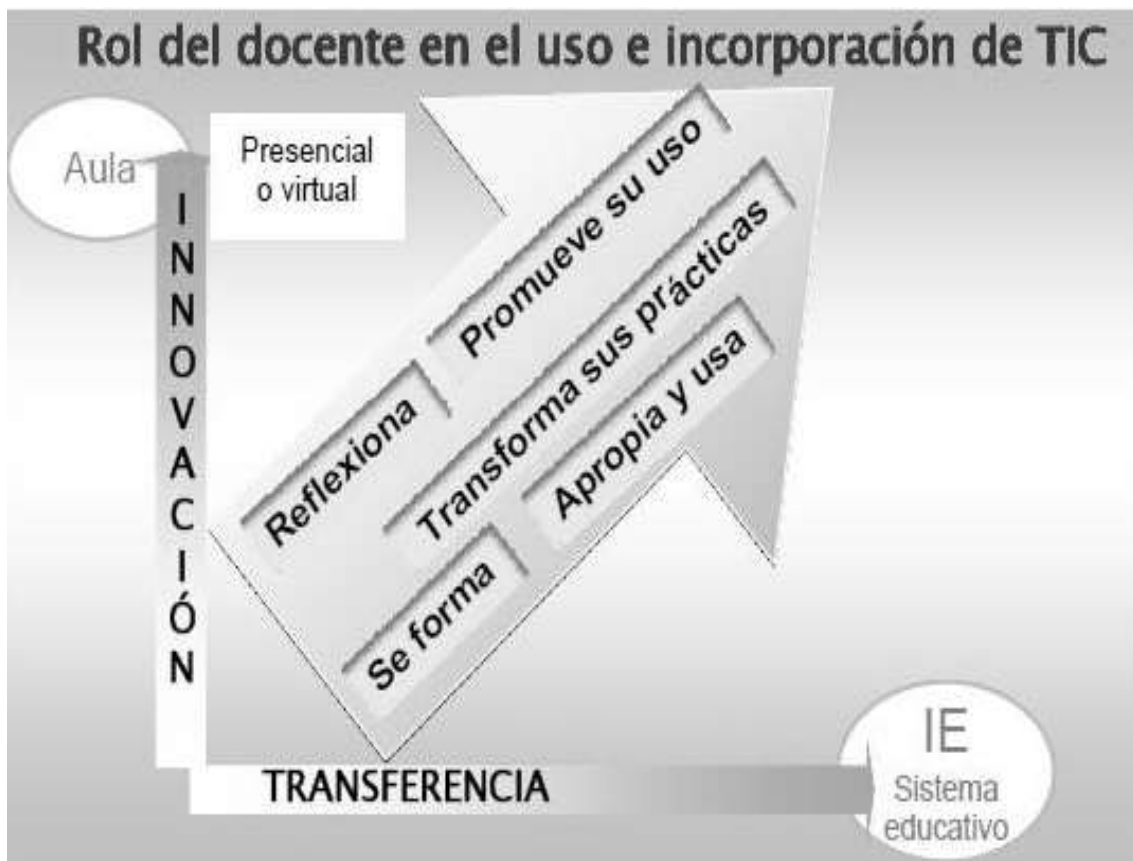 Rol del docente en el uso e incorporación de TIC
Aula
Presencial
o virtual
INNOVACIÓN
Promueve su uso
Reflexiona
Transforma sus prácticas
Apropia y usa
Se forma
TRANSFERENCIA
IE
Sistema
educativo